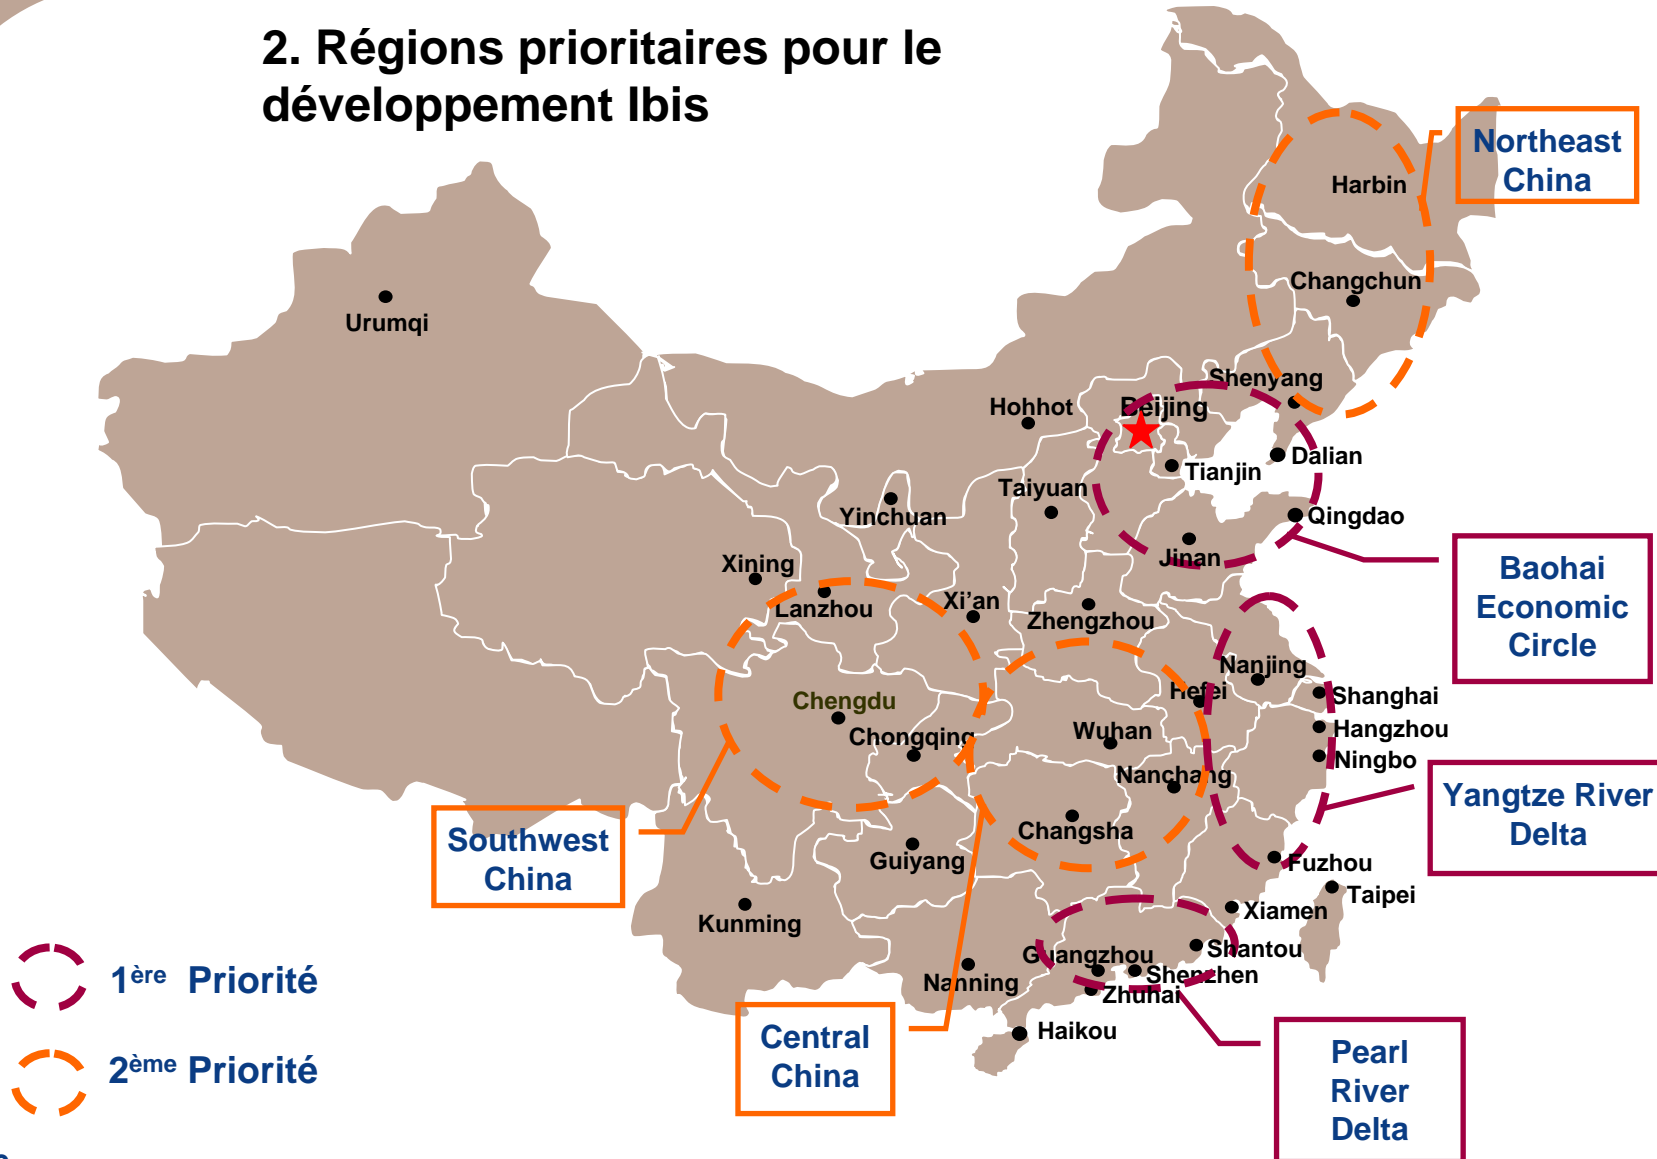 2. Régions prioritaires pour le
développement Ibis
Northeast
China
Harbin
Changchun
Urumqi
Shenyang
Hohhot
Beijing
Dalian
Tianjin
Taiyuan
Yinchuan
Qingdao
Jinan
Xining
Lanzhou
Xi’an
Zhengzhou
Baohai
Economic
Circle
Nanjing
Hefei
Shanghai
Chengdu
Chongqing
Wuhan
Hangzhou
Ningbo
Nanchang
Yangtze River
Delta
Changsha
Southwest
China
Guiyang
Fuzhou
Taipei
Xiamen
Kunming
Guangzhou
Shantou
Shenzhen
Nanning
Zhuhai
Haikou
1ère Priorité
2ème Priorité
Central
China
Pearl
River
Delta